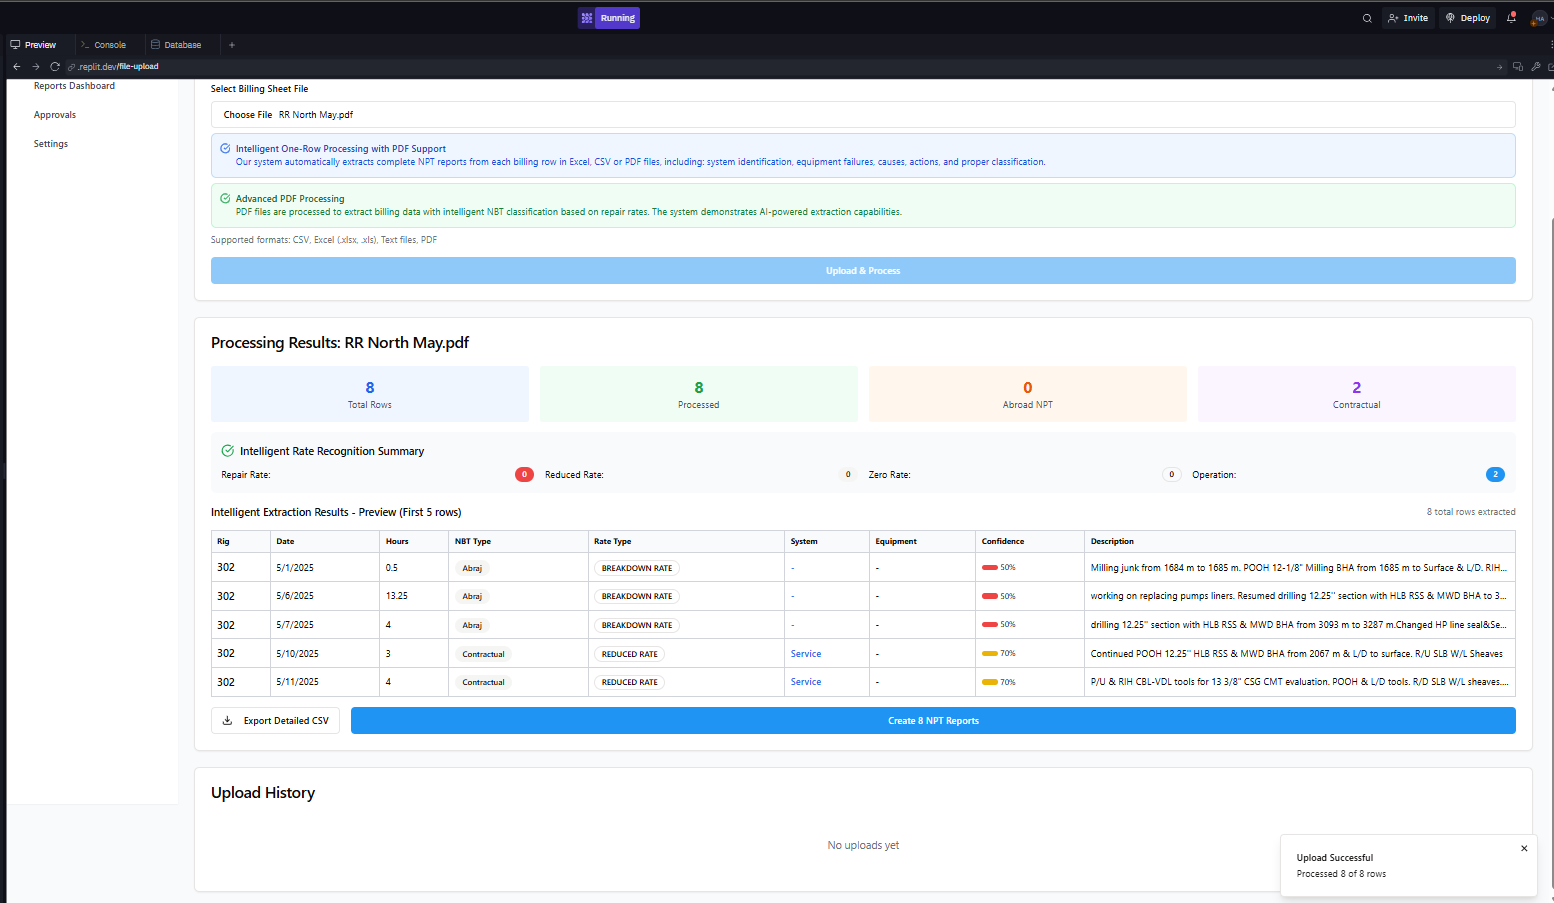 Running
Invite
Deploy
Preview
Console
Database
.replit.dev/file-upload
Reports Dashboard
Approvals
Settings
Select Billing Sheet File
Choose File RR North May.pdf
Intelligent One-Row Processing with PDF Support
Our system automatically extracts complete NPT reports from each billing row in Excel, CSV or PDF files, including: system identification, equipment failures, causes, actions, and proper classification.
Advanced PDF Processing
PDF files are processed to extract billing data with intelligent NBT classification based on repair rates. The system demonstrates AI-powered extraction capabilities.
Supported formats: CSV, Excel (.xlsx, .xls), Text files, PDF
Upload & Process
Processing Results: RR North May.pdf
8 8 0 2
Total Rows Processed Abroad NPT Contractual
Intelligent Rate Recognition Summary
Repair Rate: 0 Reduced Rate: 0 Zero Rate: 0 Operation: 2
Intelligent Extraction Results - Preview (First 5 rows) 8 total rows extracted
Rig Date Hours NBT Type Rate Type System Equipment Confidence Description
302 5/1/2025 0.5 Abraj BREAKDOWN RATE - - 50% Milling junk from 1684 m to 1685 m. POOH 12-1/8" Milling BHA from 1685 m to Surface & L/D. RIH...
302 5/6/2025 13.25 Abraj BREAKDOWN RATE - - 50% working on replacing pumps liners. Resumed drilling 12.25" section with HLB RSS & MWD BHA to 3...
302 5/7/2025 4 Abraj BREAKDOWN RATE - - 50% drilling 12.25" section with HLB RSS & MWD BHA from 3093 m to 3287 m.Changed HP line seal&Se...
302 5/10/2025 3 Contractual REDUCED RATE Service - 70% Continued POOH 12.25" HLB RSS & MWD BHA from 2067 m & L/D to surface. R/U SLB W/L Sheaves
302 5/11/2025 4 Contractual REDUCED RATE Service - 70% P/U & RIH CBL-VDL tools for 13 3/8" CSG CMT evaluation. POOH & L/D tools. R/D SLB W/L sheaves....
Export Detailed CSV
Create 8 NPT Reports
Upload History
No uploads yet
Upload Successful
Processed 8 of 8 rows